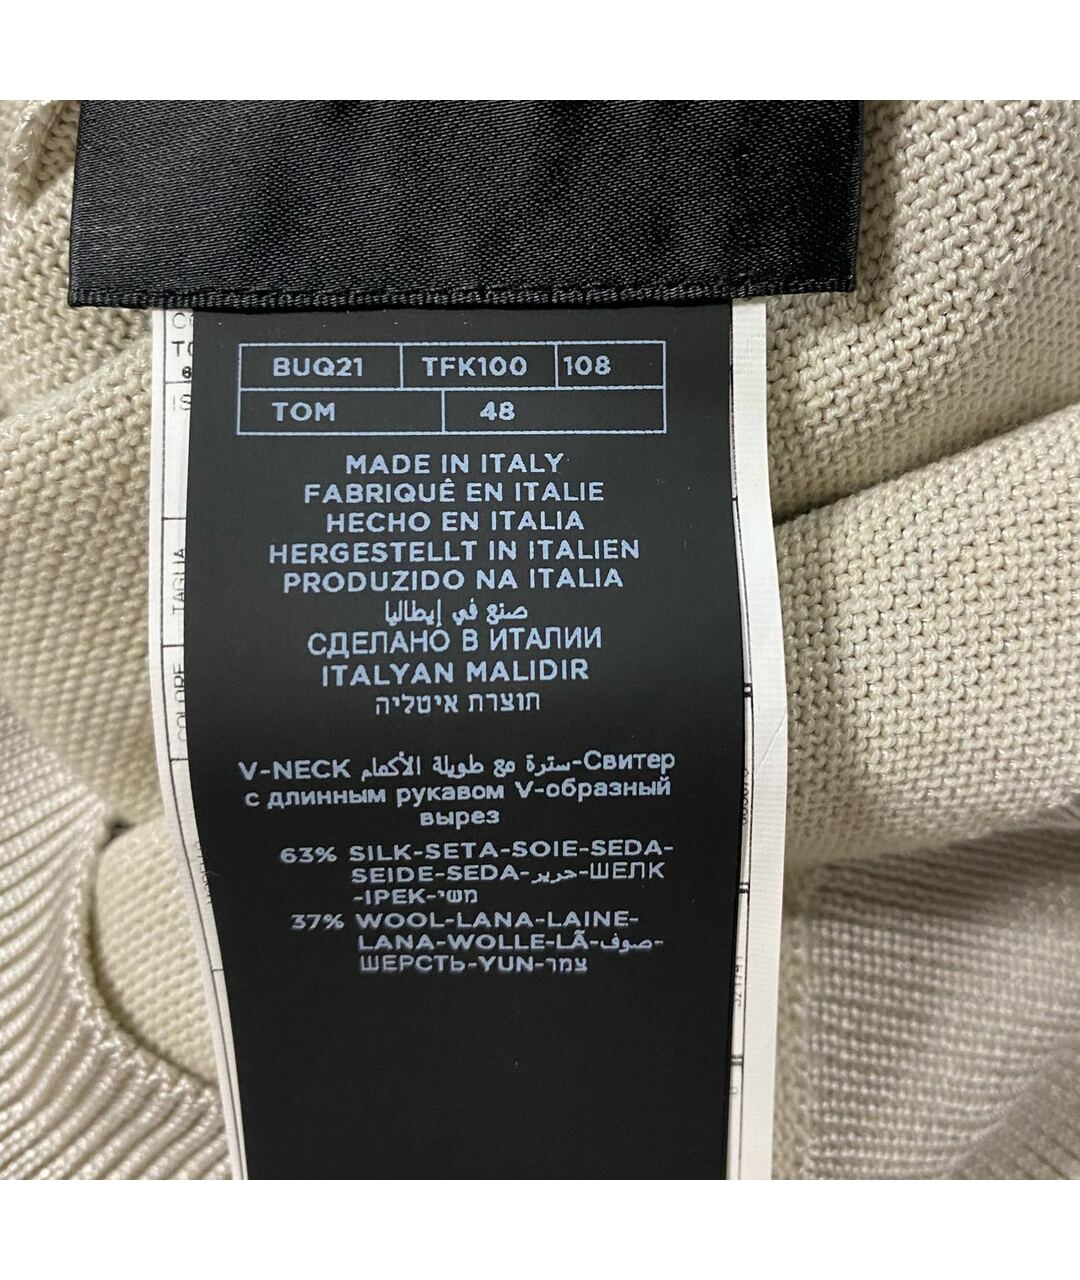 BUQ21 TFK100 108
TOM 48
MADE IN ITALY
FABRIQUÊ EN ITALIE
HECHO EN ITALIA
HERGESTELLT IN ITALIEN
PRODUZIDO NA ITALIA
صنع في إيطاليا
СДЕЛАНО В ИТАЛИИ
ITALYAN MALIDIR
תוצרת איטליה
V-NECK سترة مع طويلة الأكمام-Свитер
с длинным рукавом V-образный
вырез
63% SILK-SETA-SOIE-SEDA-
SEIDE-SEDA-حرير-ШЕЛК
-IPEK-משי
37% WOOL-LANA-LAINE-
LANA-WOLLE-LÃ-صوف-
ШЕРСТЬ-YUN-צמר
TAGLIA
COLORE